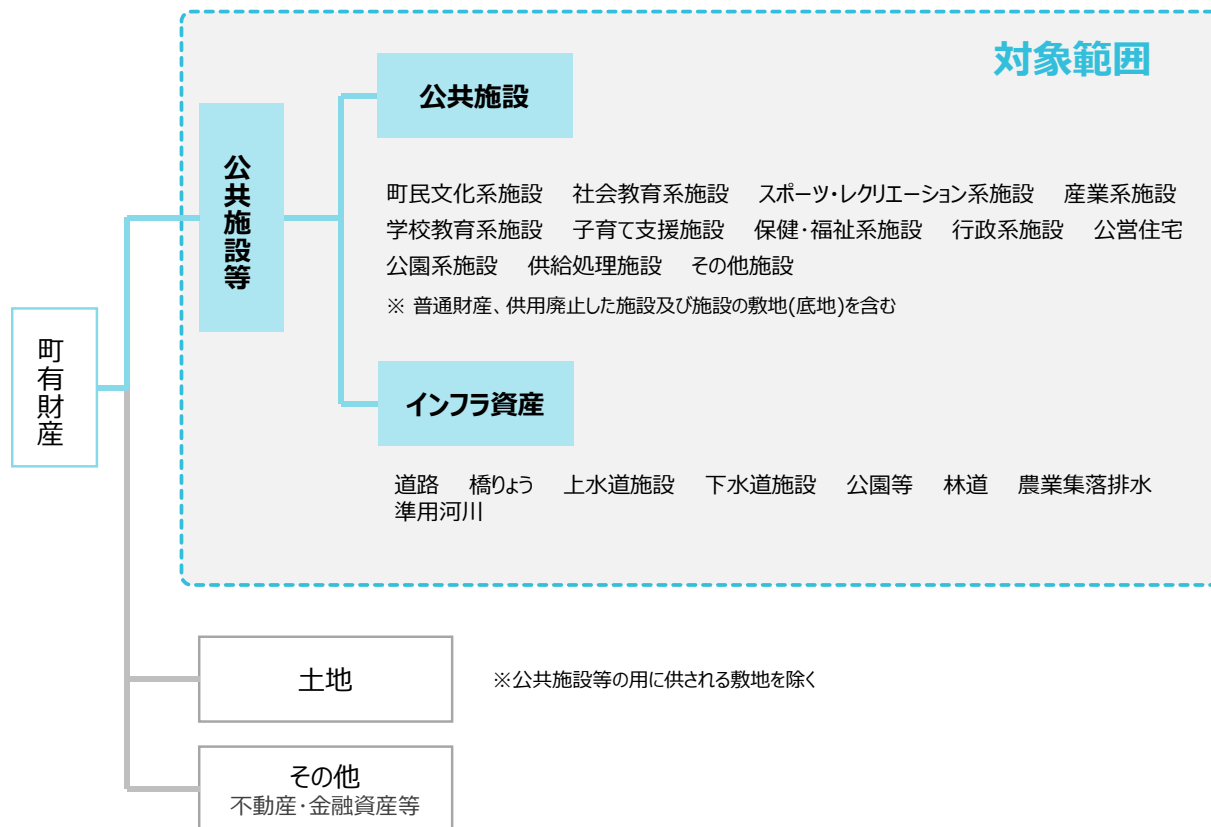 対象範囲
公共施設
公共施設等
町民文化系施設 社会教育系施設 スポーツ・レクリエーション系施設 産業系施設
学校教育系施設 子育て支援施設 保健・福祉系施設 行政系施設 公営住宅
公園系施設 供給処理施設 その他施設
※ 普通財産、供用廃止した施設及び施設の敷地(底地)を含む
町有財産
インフラ資産
道路 橋りょう 上水道施設 下水道施設 公園等 林道 農業集落排水
準用河川
土地
※公共施設等の用に供される敷地を除く
その他
不動産・金融資産等